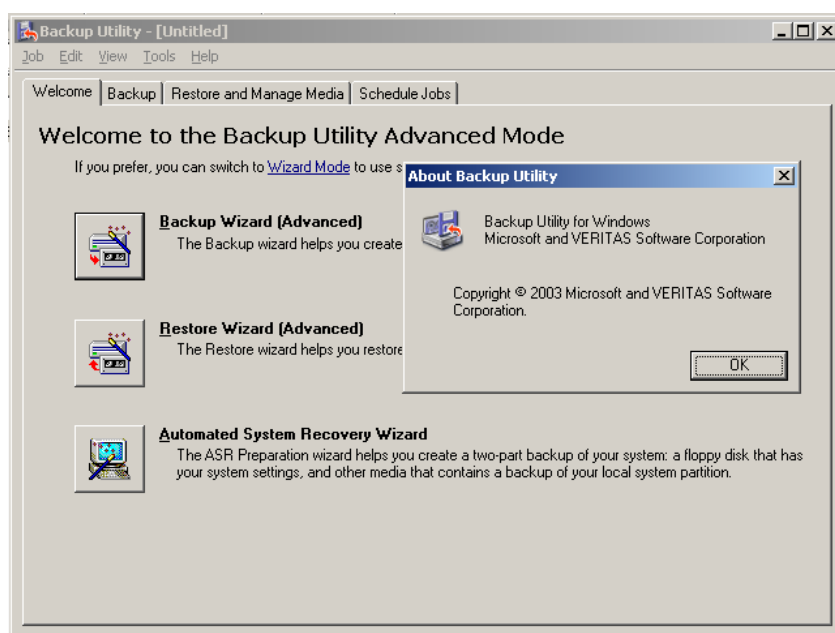 Backup Utility - [Untitled]
Job Edit View Tools Help
Welcome Backup Restore and Manage Media Schedule Jobs
Welcome to the Backup Utility Advanced Mode
If you prefer, you can switch to Wizard Mode to use s
Backup Wizard (Advanced)
The Backup wizard helps you create
Restore Wizard (Advanced)
The Restore wizard helps you restore
Automated System Recovery Wizard
The ASR Preparation wizard helps you create a two-part backup of your system: a floppy disk that has
your system settings, and other media that contains a backup of your local system partition.
About Backup Utility
Backup Utility for Windows
Microsoft and VERITAS Software Corporation
Copyright © 2003 Microsoft and VERITAS Software
Corporation.
OK